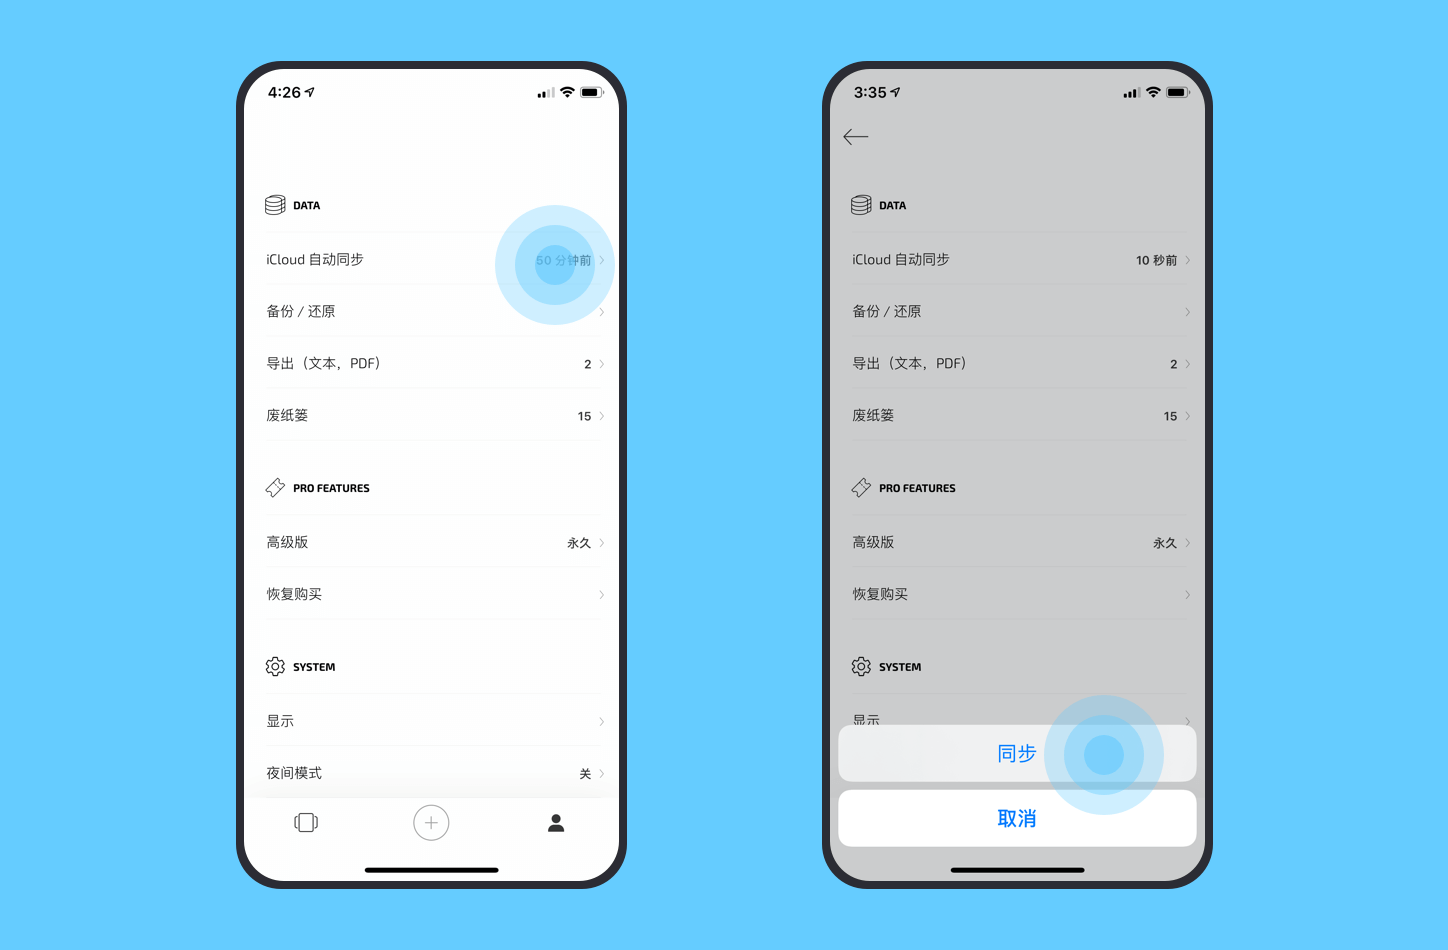 4:26
DATA
iCloud 自动同步
50 分钟前
备份 / 还原
导出（文本，PDF）
2
废纸篓
15
PRO FEATURES
高级版
永久
恢复购买
SYSTEM
显示
夜间模式
关
3:35
DATA
iCloud 自动同步
10 秒前
备份 / 还原
导出（文本，PDF）
2
废纸篓
15
PRO FEATURES
高级版
永久
恢复购买
SYSTEM
显示
同步
取消